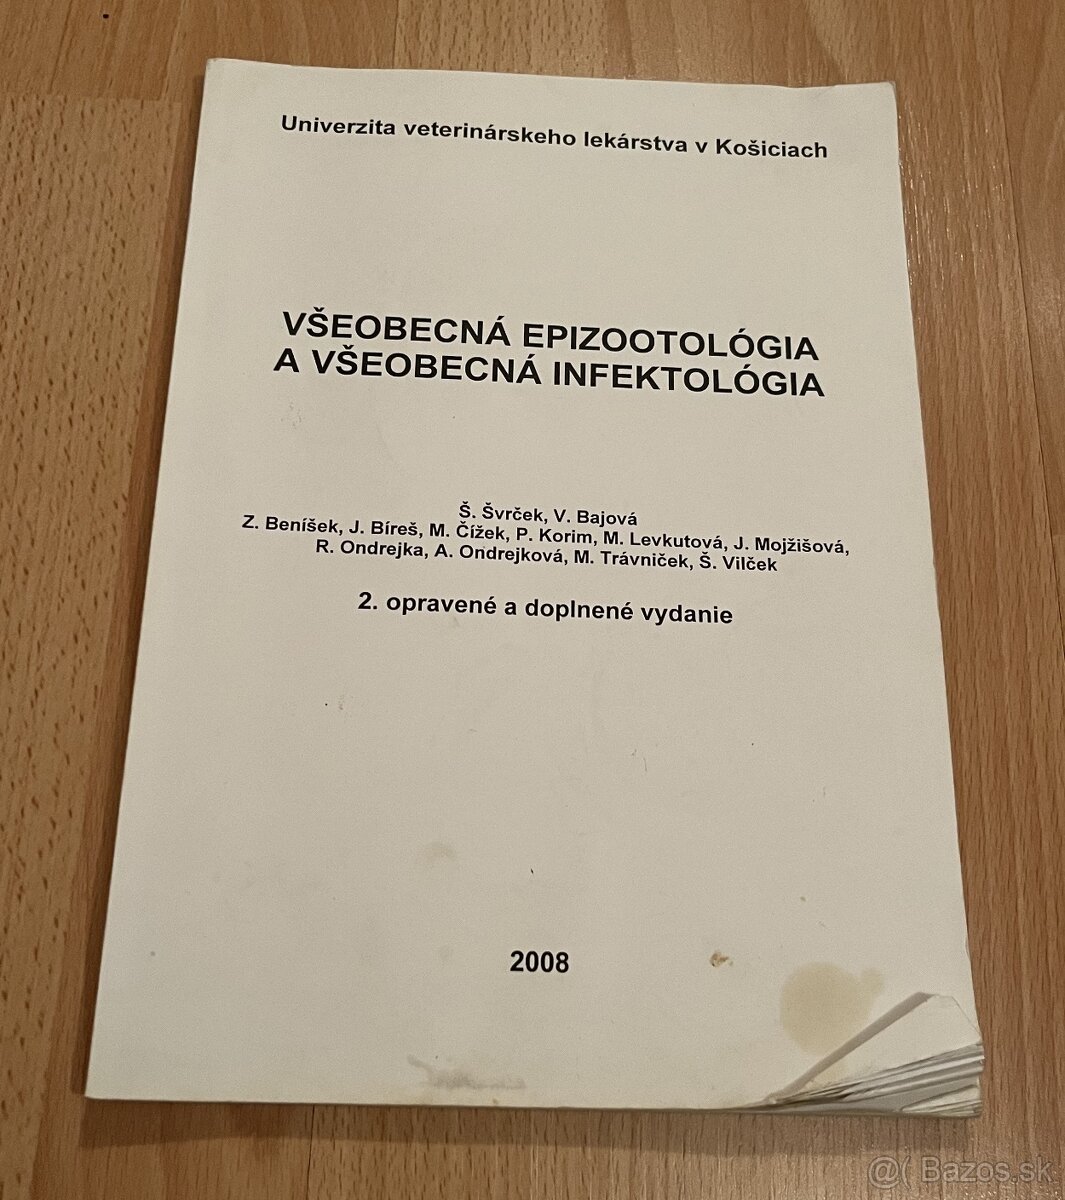 Univerzita veterinárskeho lekárstva v Košiciach
VŠEOBECNÁ EPIZOOTOLÓGIA
A VŠEOBECNÁ INFEKTOLÓGIA
Š. Švrček, V. Bajová
Z. Beníšek, J. Bíreš, M. Čížek, P. Korim, M. Levkutová, J. Mojžišová,
R. Ondrejka, A. Ondrejková, M. Trávniček, Š. Vilček
2. opravené a doplnené vydanie
2008
@( Bazos.sk